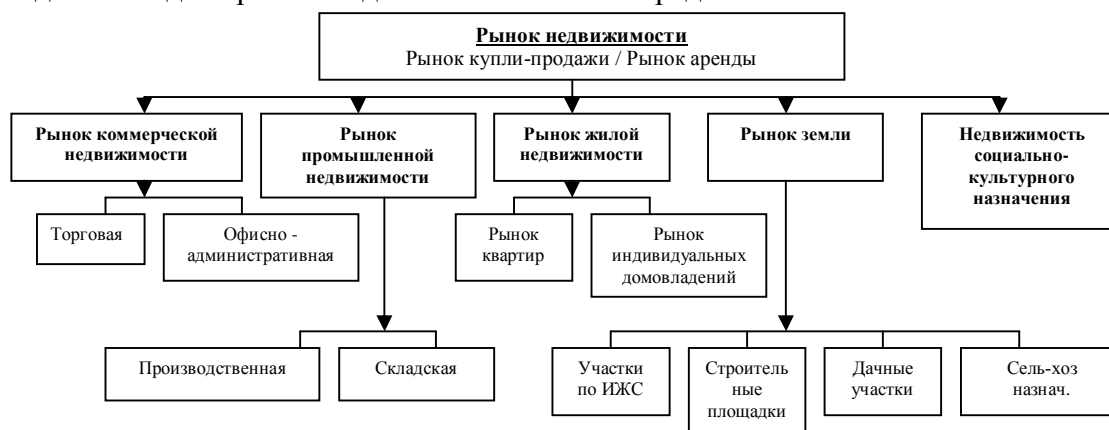 Рынок недвижимости
Рынок купли-продажи / Рынок аренды
Рынок коммерческой
недвижимости
Рынок
промышленной
недвижимости
Рынок жилой
недвижимости
Рынок земли
Недвижимость
социально-
культурного
назначения
Торговая
Офисно -
административная
Рынок
квартир
Рынок
индивидуальных
домовладений
Производственная
Складская
Участки
по ИЖС
Строитель
ные
площадки
Дачные
участки
Сель-хоз
назнач.